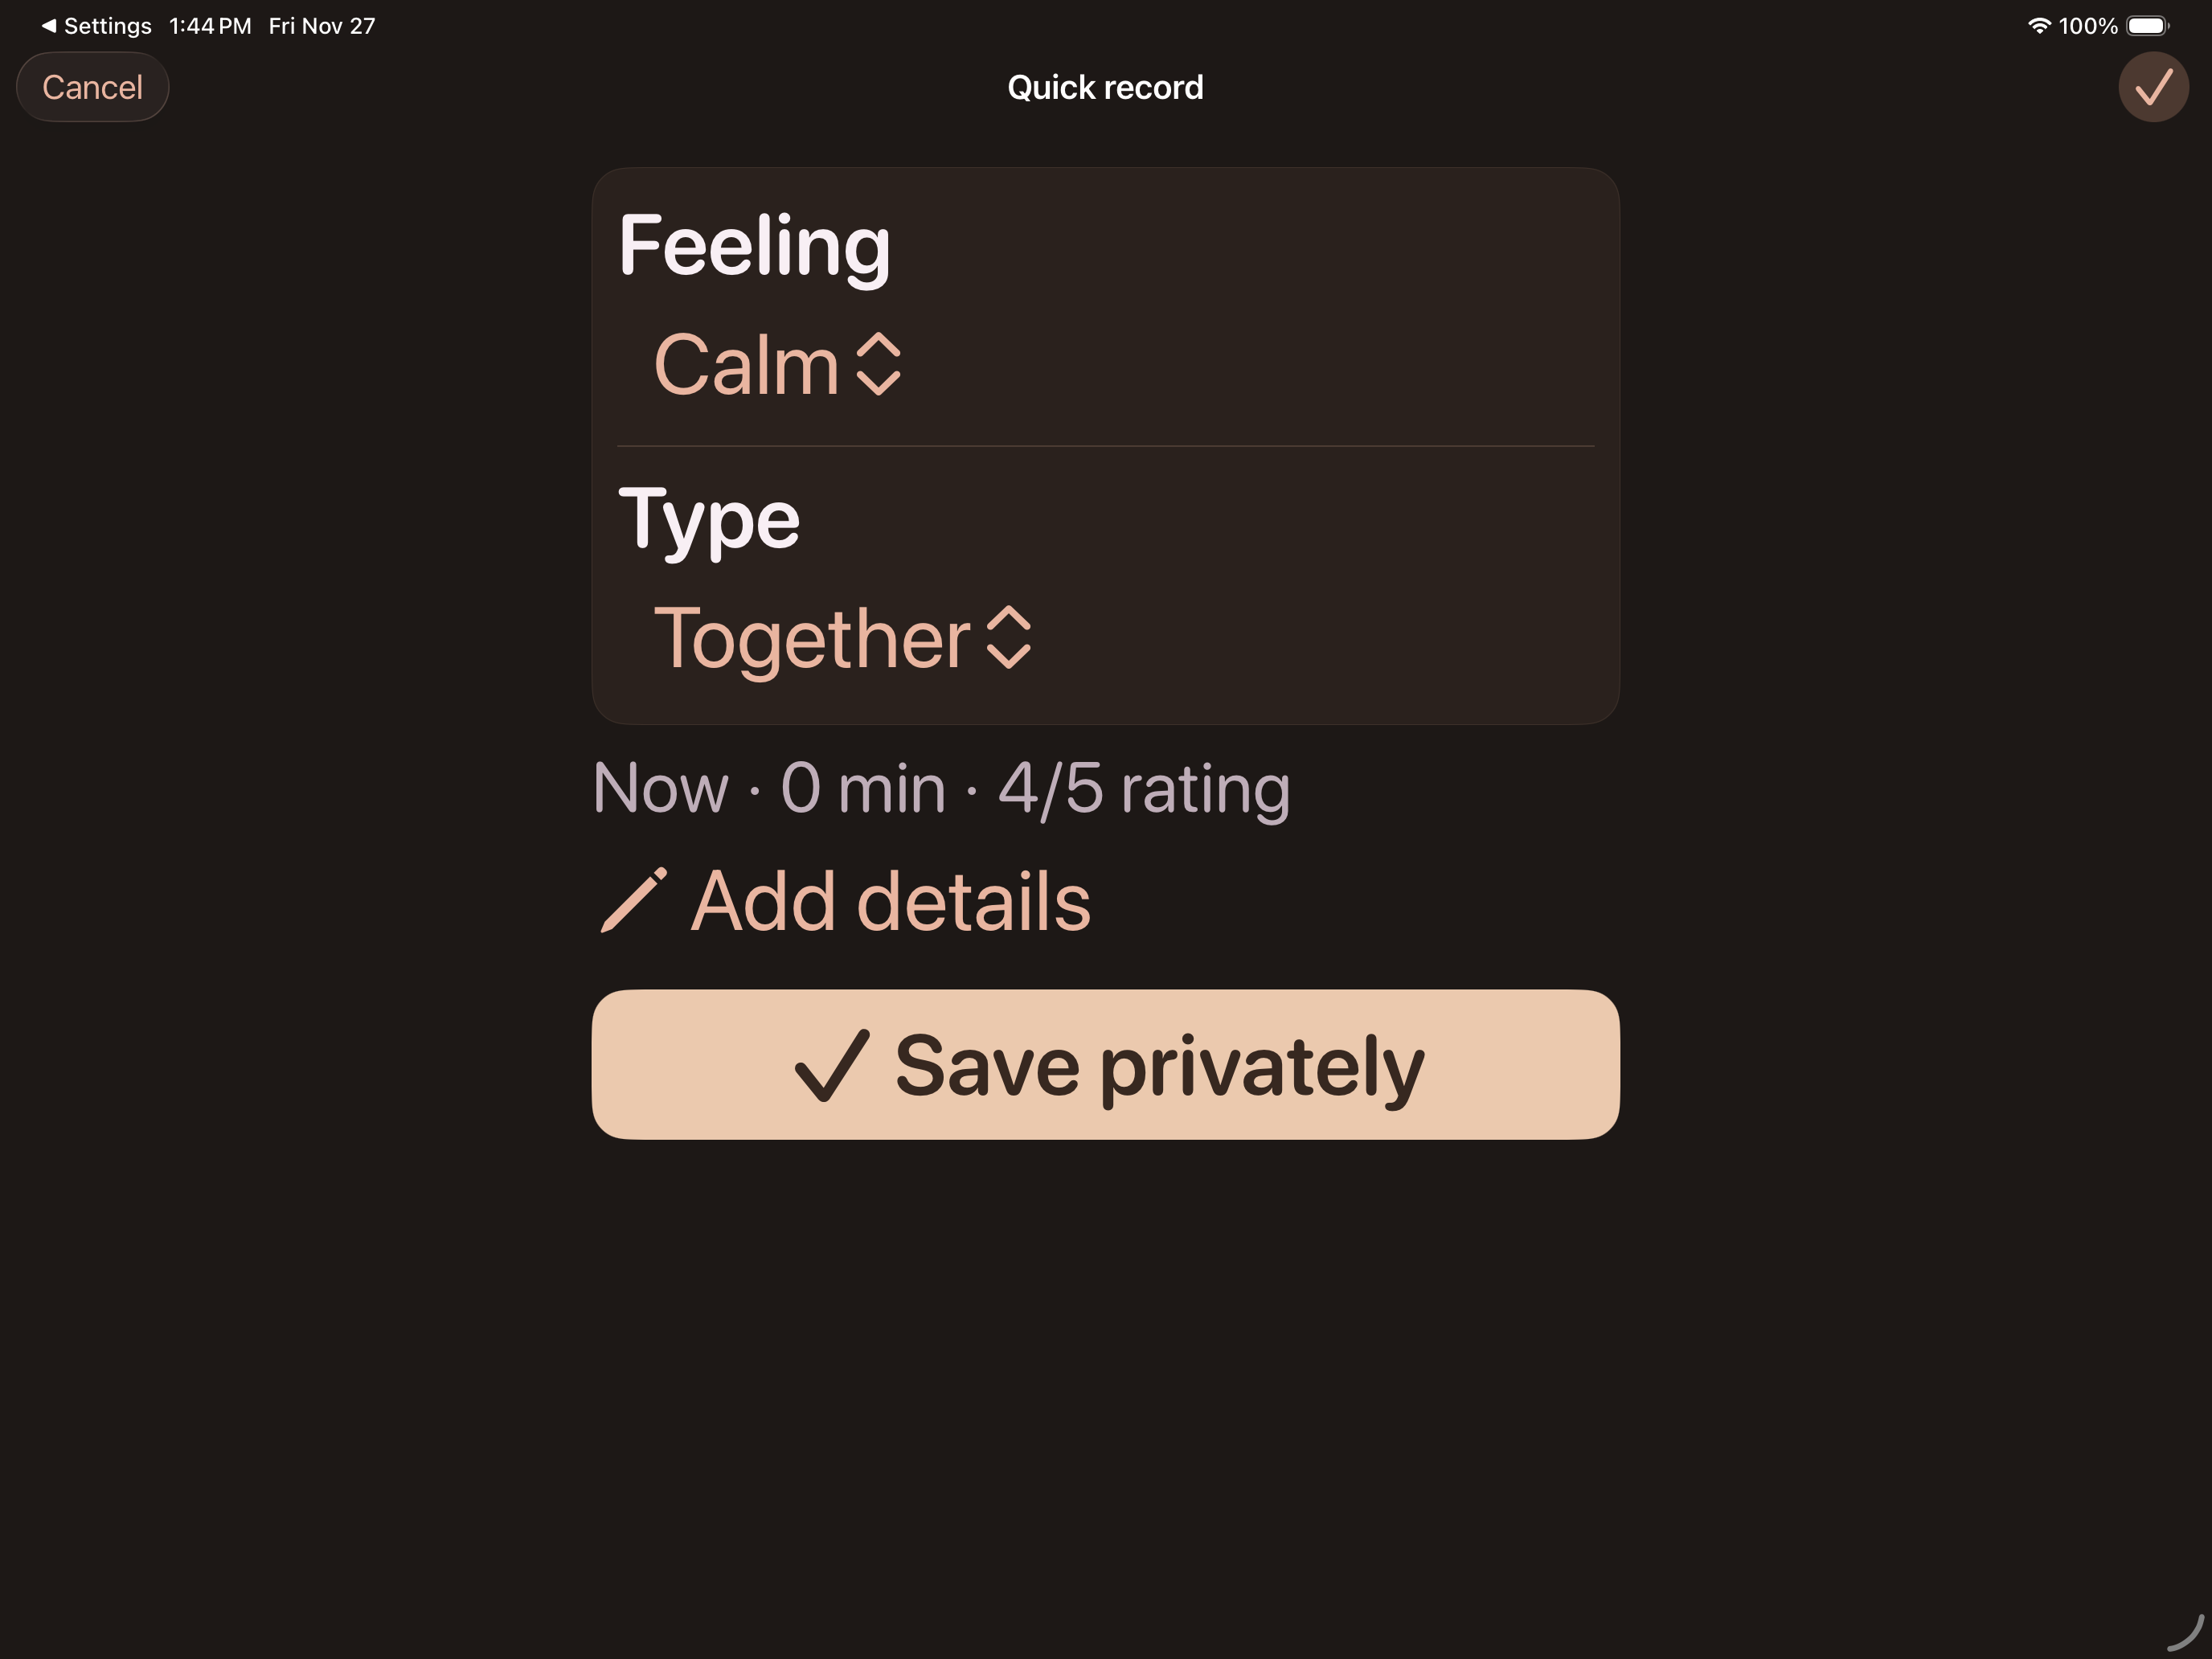 Settings 1:44 PM Fri Nov 27 100%
Cancel Quick record
Feeling
Calm
Type
Together
Now · 0 min · 4/5 rating
Add details
Save privately